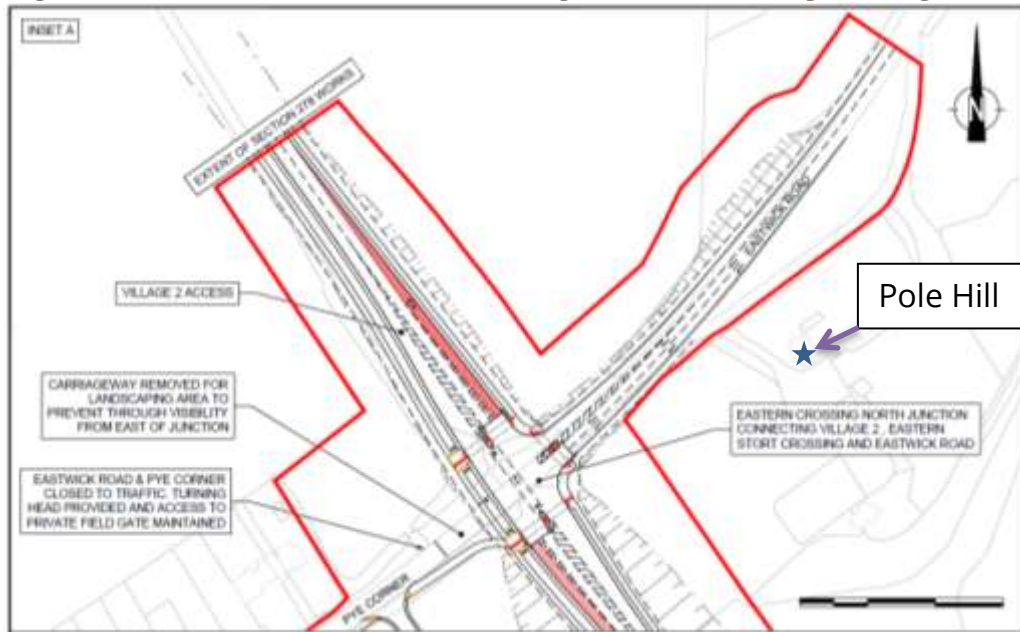 INSET A
EXTENT OF SECTION 278 WORKS
N
EASTWICK ROAD
Pole Hill
VILLAGE 2 ACCESS
CARRIAGEWAY REMOVED FOR
LANDSCAPING AREA TO
PREVENT THROUGH VISIBILITY
FROM EAST OF JUNCTION
EASTERN CROSSING NORTH JUNCTION
CONNECTING VILLAGE 2 , EASTERN
STORT CROSSING AND EASTWICK ROAD
EASTWICK ROAD & PYE CORNER
CLOSED TO TRAFFIC. TURNING
HEAD PROVIDED AND ACCESS TO
PRIVATE FIELD GATE MAINTAINED
PYE CORNER